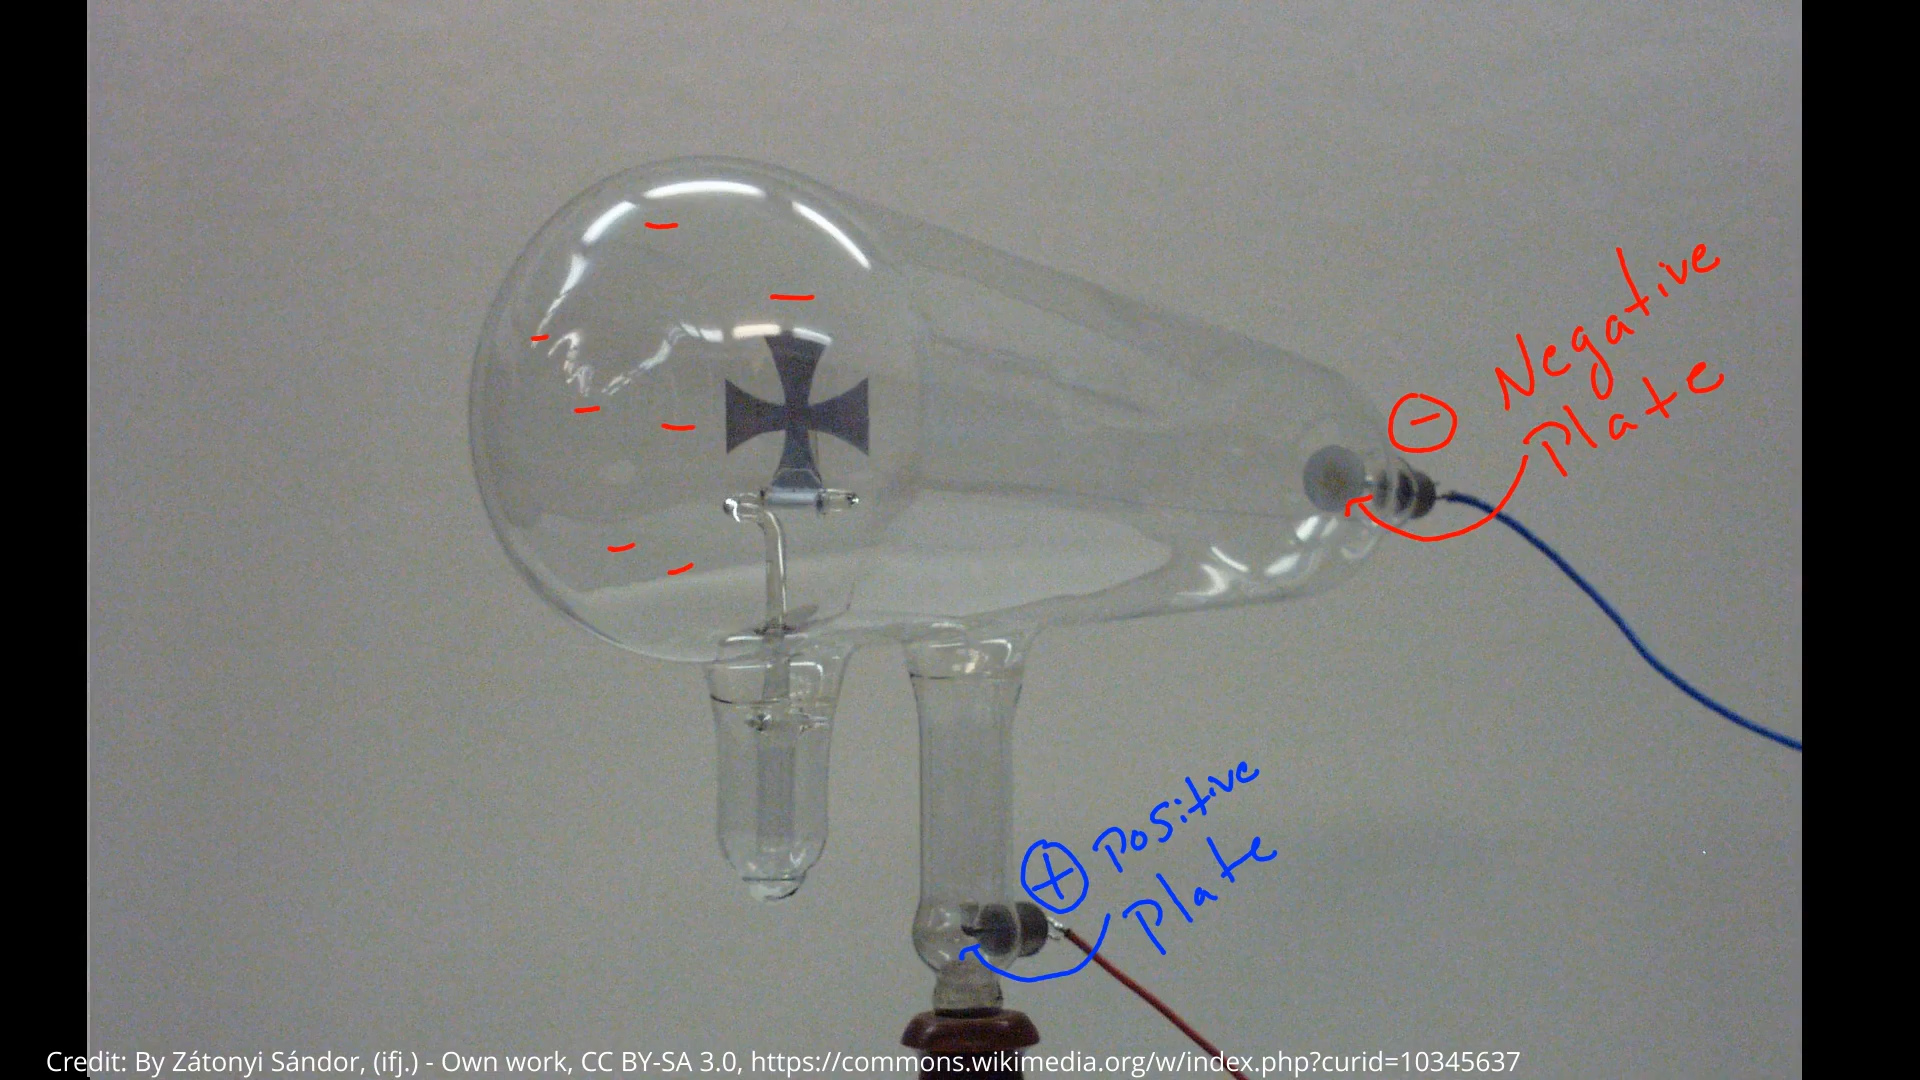 Negative
Plate
Positive
Plate
Credit: By Zátonyi Sándor, (ifj.) - Own work, CC BY-SA 3.0, https://commons.wikimedia.org/w/index.php?curid=10345637